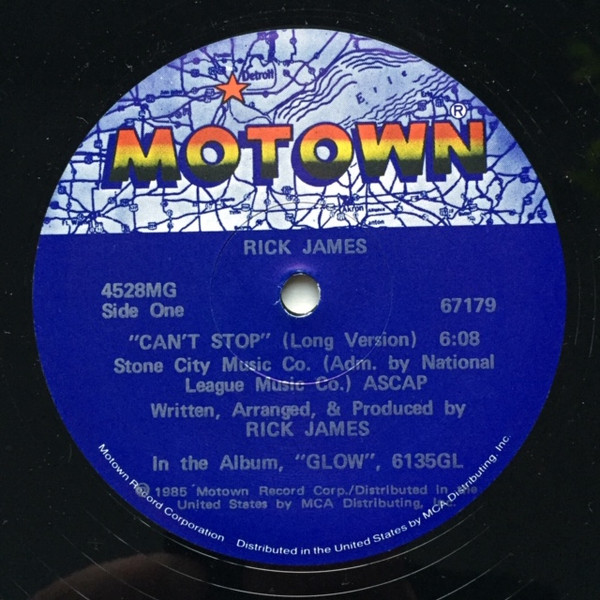 Detroit
Erie
MOTOWN®
Akron
RICK JAMES
4528MG
Side One
67179
"CAN'T STOP" (Long Version) 6:08
Stone City Music Co. (Adm. by National
League Music Co.) ASCAP
Written, Arranged, & Produced by
RICK JAMES
In the Album, "GLOW", 6135GL
℗ 1985 Motown Record Corp./Distributed in the
United States by MCA Distributing, Inc.
Motown Record Corporation Distributed in the United States by MCA Distributing. Inc.